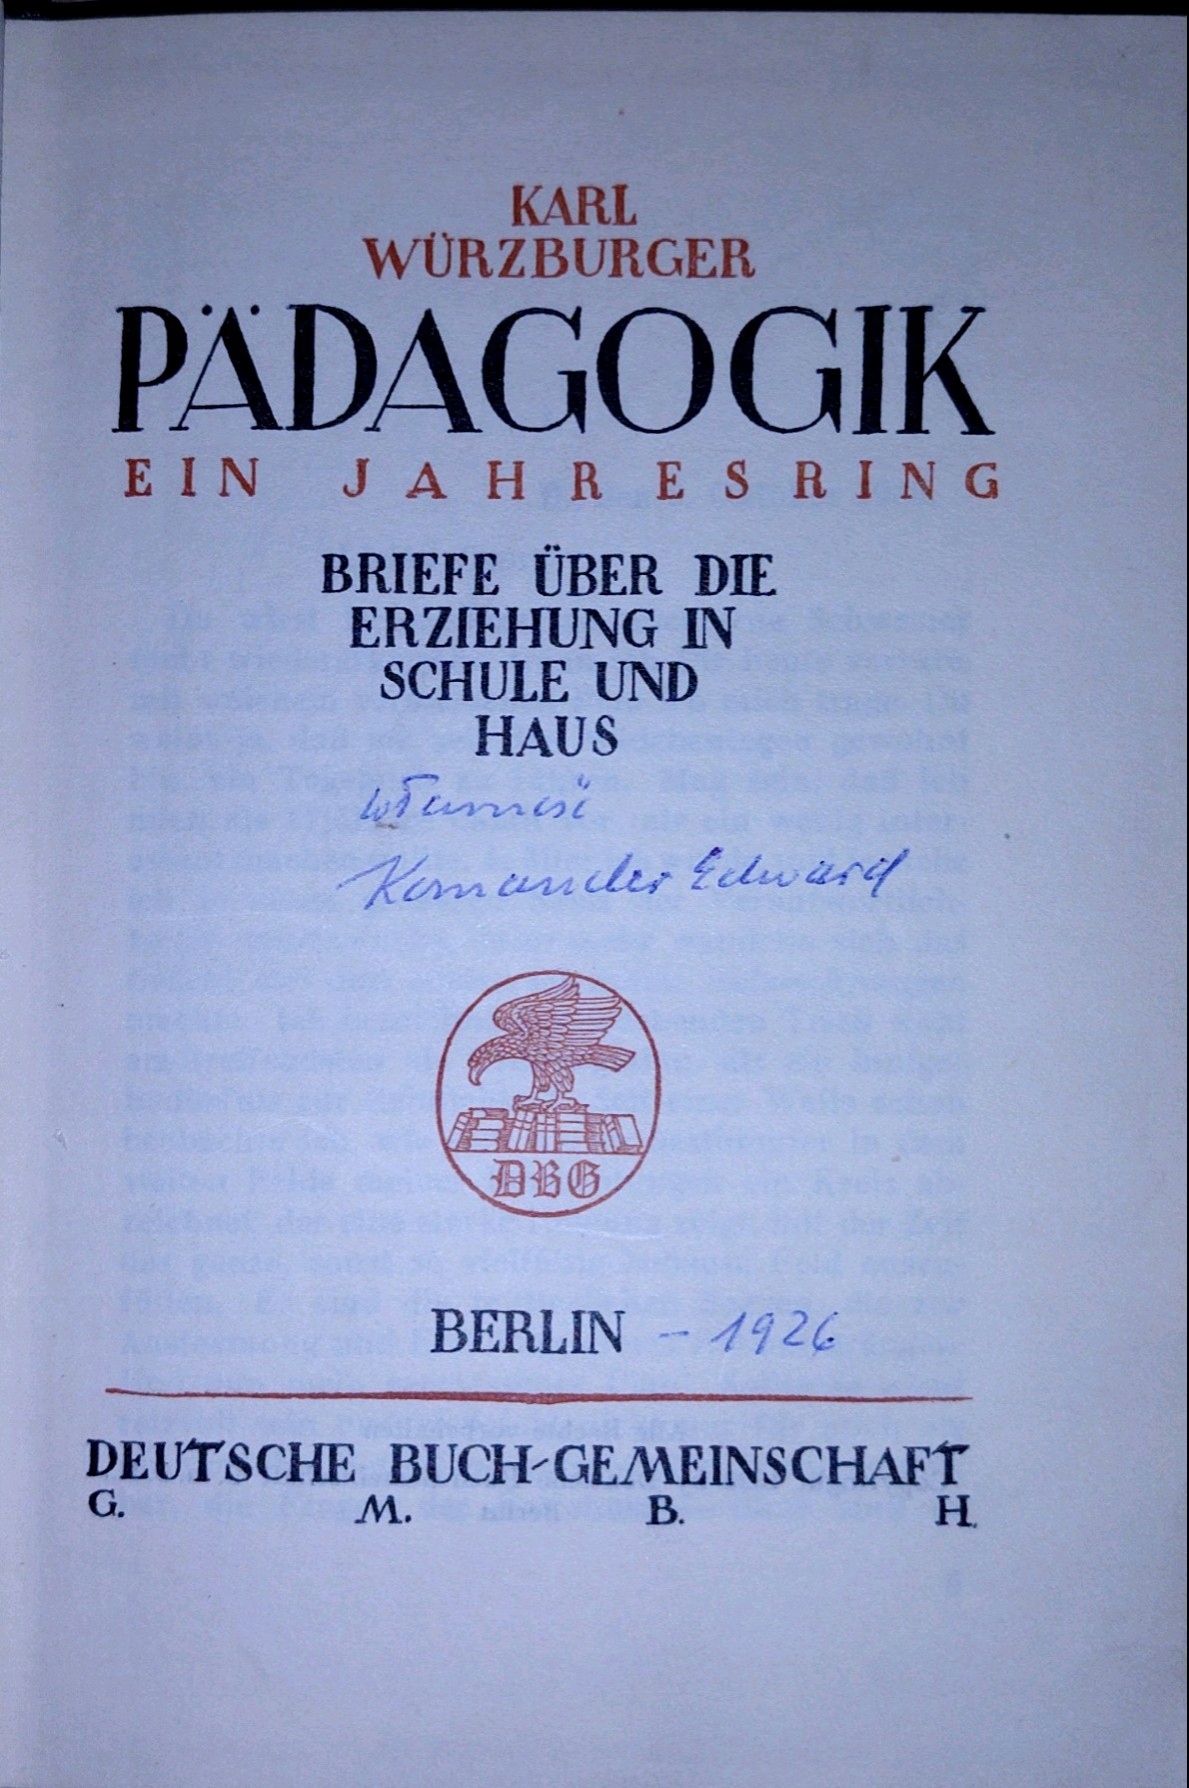 KARL
WÜRZBURGER
PÄDAGOGIK
EIN JAHRESRING
BRIEFE ÜBER DIE
ERZIEHUNG IN
SCHULE UND
HAUS
Komander Edward
DBG
BERLIN – 1926
DEUTSCHE BUCH-GEMEINSCHAFT
G. M. B. H.